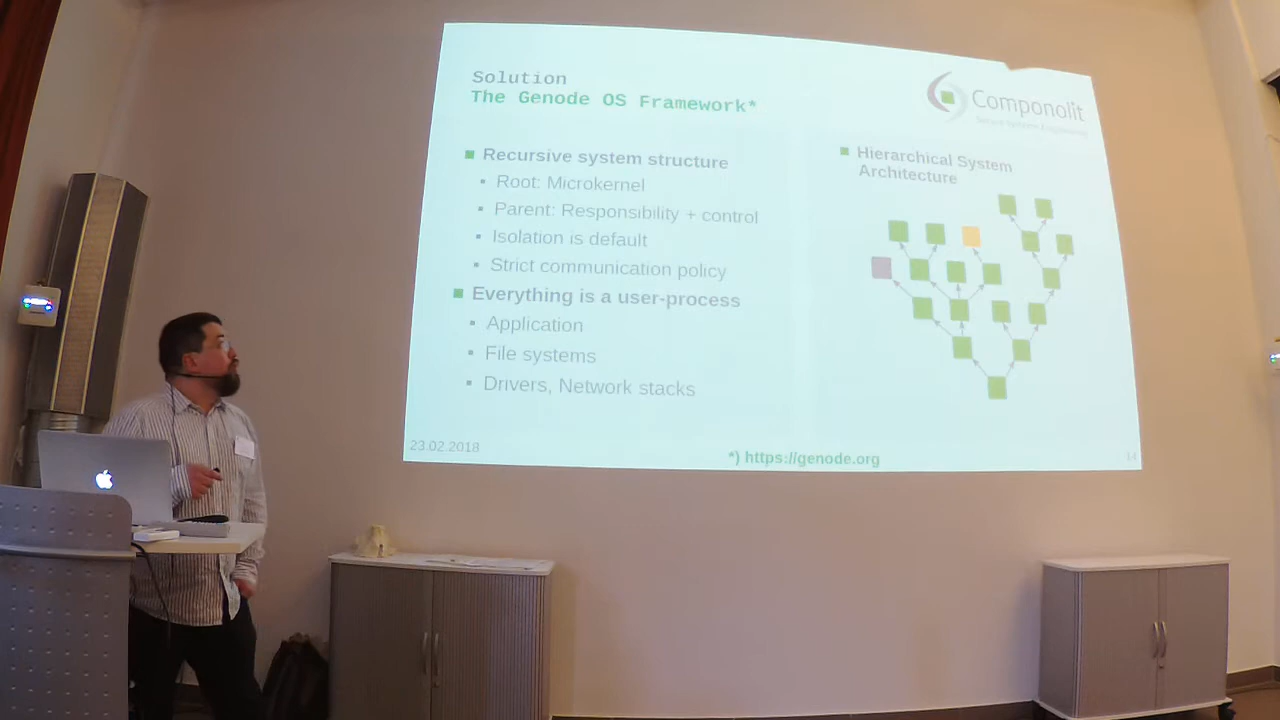 Solution
The Genode OS Framework*
Componolit
Recursive system structure
Root: Microkernel
Parent: Responsibility + control
Isolation is default
Strict communication policy
Everything is a user-process
Application
File systems
Drivers, Network stacks
Hierarchical System
Architecture
23.02.2018
*) https://genode.org
14